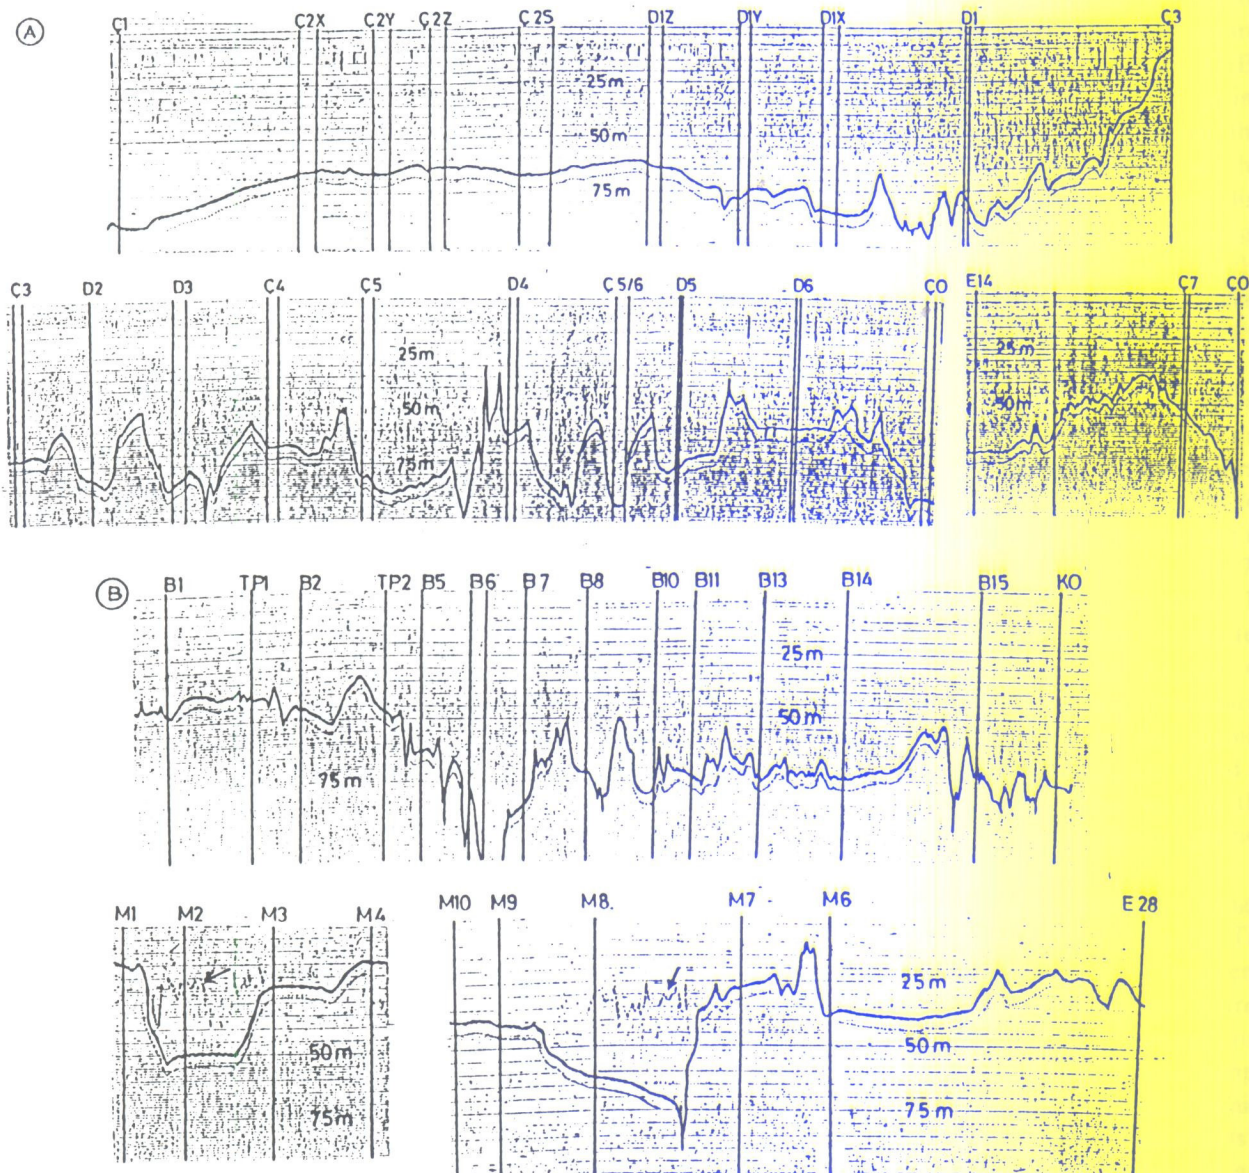 A
C1 C2X C2Y C2Z C2S D1Z D1Y D1X D1 C3
25m
50m
75m
C3 D2 D3 C4 C5 D4 C5/6 D5 D6 CO E14 C7 CO
25m
50m
75m
25m
50m
B
B1 TP1 B2 TP2 B5 B6 B7 B8 B10 B11 B13 B14 B15 KO
25m
50m
75m
M1 M2 M3 M4
50m
75m
M10 M9 M8 M7 M6 E28
25m
50m
75m